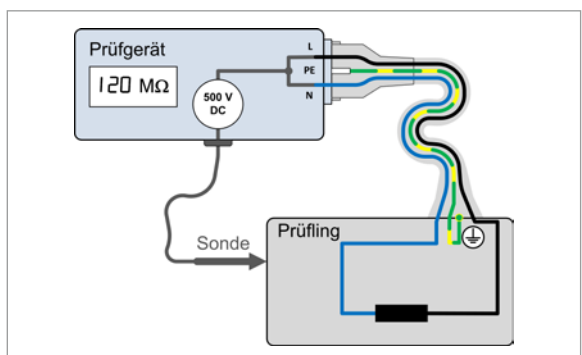 Prüfgerät
120 MΩ
500 V
DC
L
PE
N
Sonde
Prüfling